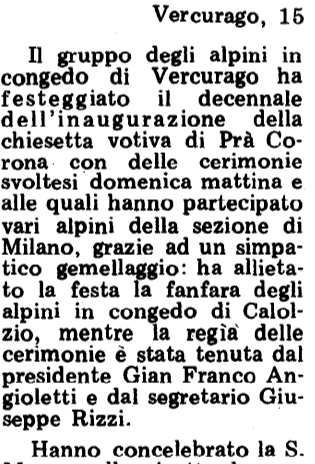 Vercurago, 15
Il gruppo degli alpini in
congedo di Vercurago ha
festeggiato il decennale
dell'inaugurazione della
chiesetta votiva di Prà Co-
rona con delle cerimonie
svoltesi domenica mattina e
alle quali hanno partecipato
vari alpini della sezione di
Milano, grazie ad un simpa-
tico gemellaggio: ha allieta-
to la festa la fanfara degli
alpini in congedo di Calol-
zio, mentre la regìa delle
cerimonie è stata tenuta dal
presidente Gian Franco An-
gioletti e dal segretario Giu-
seppe Rizzi.
Hanno concelebrato la S.